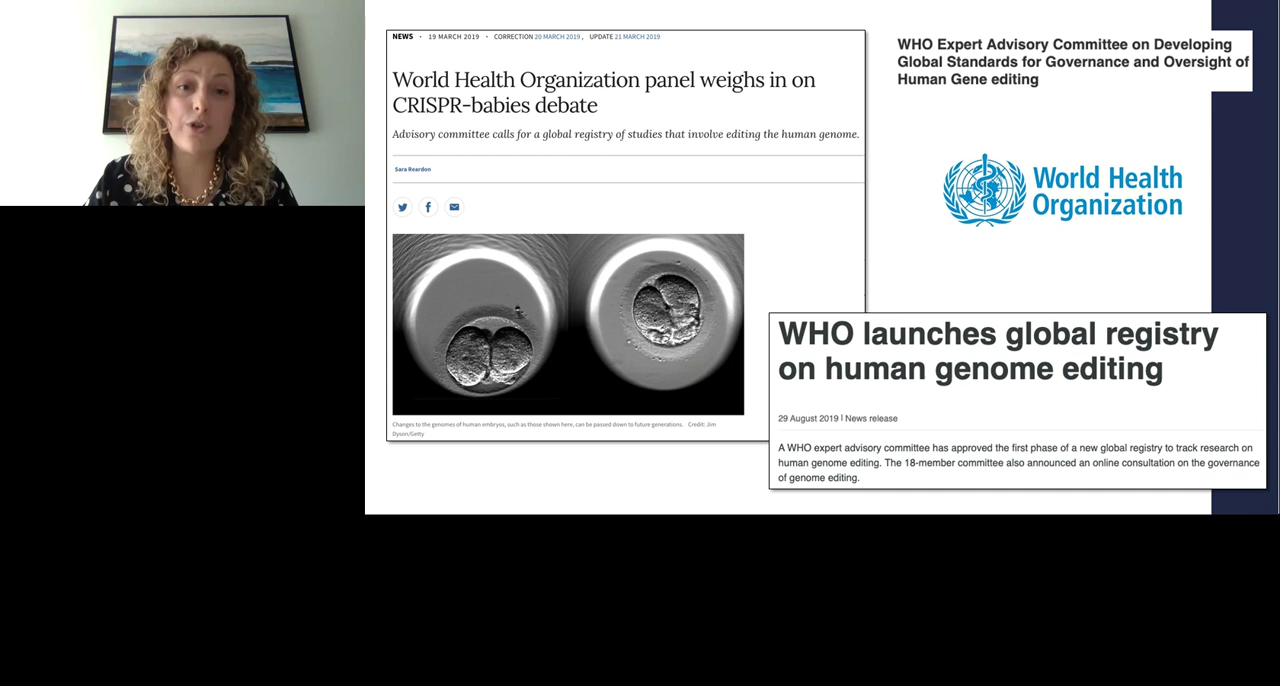 NEWS · 19 MARCH 2019 · CORRECTION 20 MARCH 2019 , UPDATE 21 MARCH 2019
World Health Organization panel weighs in on
CRISPR-babies debate
Advisory committee calls for a global registry of studies that involve editing the human genome.
Sara Reardon
Changes to the genomes of human embryos, such as those shown here, can be passed down to future generations. Credit: Jim
Dyson/Getty
WHO Expert Advisory Committee on Developing
Global Standards for Governance and Oversight of
Human Gene editing
World Health
Organization
WHO launches global registry
on human genome editing
29 August 2019 | News release
A WHO expert advisory committee has approved the first phase of a new global registry to track research on
human genome editing. The 18-member committee also announced an online consultation on the governance
of genome editing.